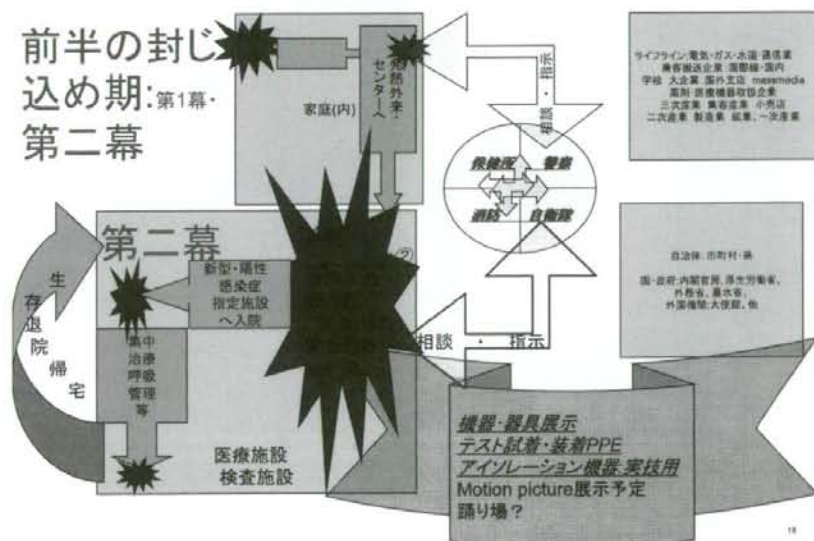 前半の封じ
込め期:第1幕・
第二幕
家庭(内)
発熱外来・
センターへ
相談・指示
保健所
警察
消防
自衛隊
ライフライン:電気・ガス・水道・通信業
乗客搬送企業 国際線・国内
学校 大企業 国外支店 massmedia
薬剤・医療機器取扱企業
三次産業 集客産業 小売店
二次産業 製造業 鉱業、一次産業
自治体:市町村・県
国・政府:内閣官房、厚生労働省、
外務省、農水省、
外国機関:大使館、他
第二幕
②
新型・陽性
感染症
指定施設
へ入院
集中
治療
呼吸
管理
等
生存退院帰宅
医療施設
検査施設
相談・指示
機器・器具展示
テスト試着・装着PPE
アイソレーション機器,実技用
Motion picture展示予定
踊り場?